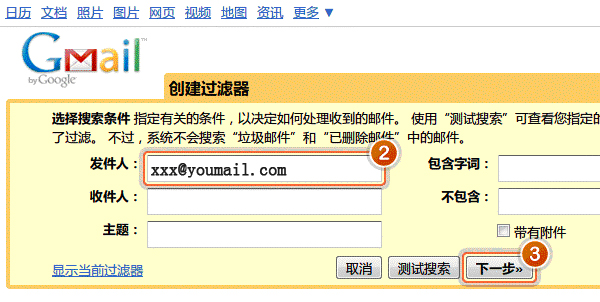 日历 文档 照片 图片 网页 视频 地图 资讯 更多 ▼
Gmail™
by Google
创建过滤器
选择搜索条件 指定有关的条件，以决定如何处理收到的邮件。 使用“测试搜索”可查看您指定的
了过滤。 不过，系统不会搜索“垃圾邮件”和“已删除邮件”中的邮件。
发件人： xxx@youmail.com 2 包含字词：
收件人： 不包含：
主题： 带有附件
显示当前过滤器 取消 测试搜索 下一步» 3